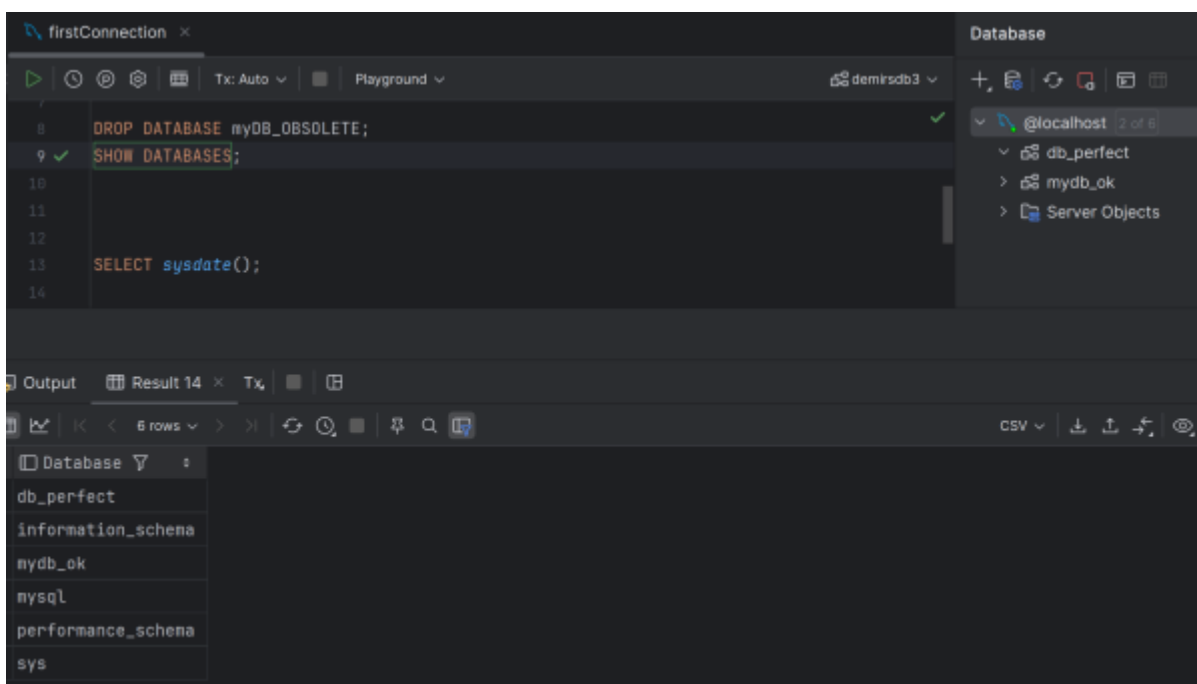 firstConnection ×
Database
Tx: Auto
Playground
demirsdb3
7
8 DROP DATABASE myDB_OBSOLETE;
9 SHOW DATABASES;
10
11
12
13 SELECT sysdate();
14
@localhost 2 of 6
db_perfect
mydb_ok
Server Objects
Output
Result 14 ×
Tx
6 rows
CSV
Database
db_perfect
information_schema
mydb_ok
mysql
performance_schema
sys